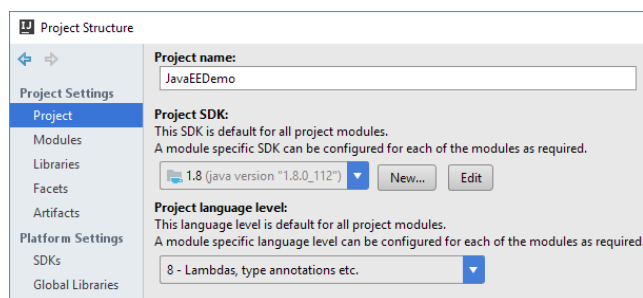 Project Structure
Project Settings
Project
Modules
Libraries
Facets
Artifacts
Platform Settings
SDKs
Global Libraries
Project name:
JavaEEDemo
Project SDK:
This SDK is default for all project modules.
A module specific SDK can be configured for each of the modules as required.
1.8 (java version "1.8.0_112") New... Edit
Project language level:
This language level is default for all project modules.
A module specific language level can be configured for each of the modules as required.
8 - Lambdas, type annotations etc.